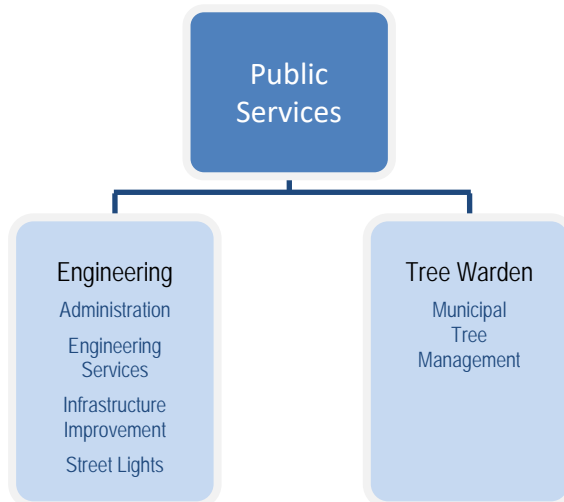 Public
Services
Engineering
Administration
Engineering
Services
Infrastructure
Improvement
Street Lights
Tree Warden
Municipal
Tree
Management